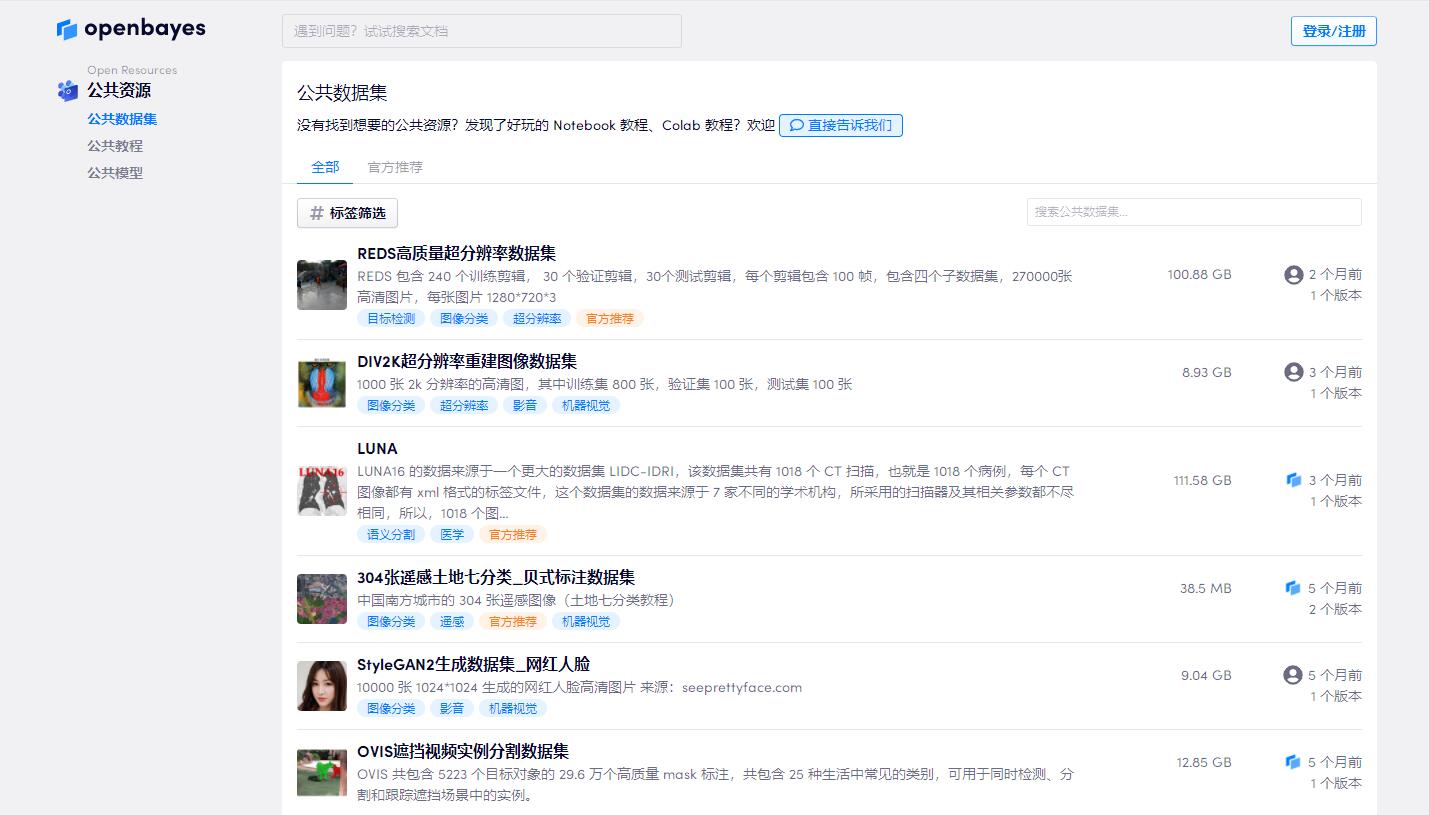 openbayes
遇到问题？试试搜索文档
登录/注册
Open Resources
公共资源
公共数据集
公共教程
公共模型
公共数据集
没有找到想要的公共资源？发现了好玩的 Notebook 教程、Colab 教程？欢迎 直接告诉我们
全部 官方推荐
# 标签筛选
搜索公共数据集...
REDS高质量超分辨率数据集
REDS 包含 240 个训练剪辑， 30 个验证剪辑，30个测试剪辑，每个剪辑包含 100 帧，包含四个子数据集，270000张
高清图片，每张图片 1280*720*3
目标检测 图像分类 超分辨率 官方推荐
100.88 GB
2 个月前
1 个版本
DIV2K超分辨率重建图像数据集
1000 张 2k 分辨率的高清图，其中训练集 800 张，验证集 100 张，测试集 100 张
图像分类 超分辨率 影音 机器视觉
8.93 GB
3 个月前
1 个版本
LUNA16
LUNA
LUNA16 的数据来源于一个更大的数据集 LIDC-IDRI，该数据集共有 1018 个 CT 扫描，也就是 1018 个病例，每个 CT
图像都有 xml 格式的标签文件，这个数据集的数据来源于 7 家不同的学术机构，所采用的扫描器及其相关参数都不尽
相同，所以，1018 个图...
语义分割 医学 官方推荐
111.58 GB
3 个月前
1 个版本
304张遥感土地七分类_贝式标注数据集
中国南方城市的 304 张遥感图像（土地七分类教程）
图像分类 遥感 官方推荐 机器视觉
38.5 MB
5 个月前
2 个版本
StyleGAN2生成数据集_网红人脸
10000 张 1024*1024 生成的网红人脸高清图片 来源：seeprettyface.com
图像分类 影音 机器视觉
9.04 GB
5 个月前
1 个版本
OVIS遮挡视频实例分割数据集
OVIS 共包含 5223 个目标对象的 29.6 万个高质量 mask 标注，共包含 25 种生活中常见的类别，可用于同时检测、分
割和跟踪遮挡场景中的实例。
12.85 GB
5 个月前
1 个版本